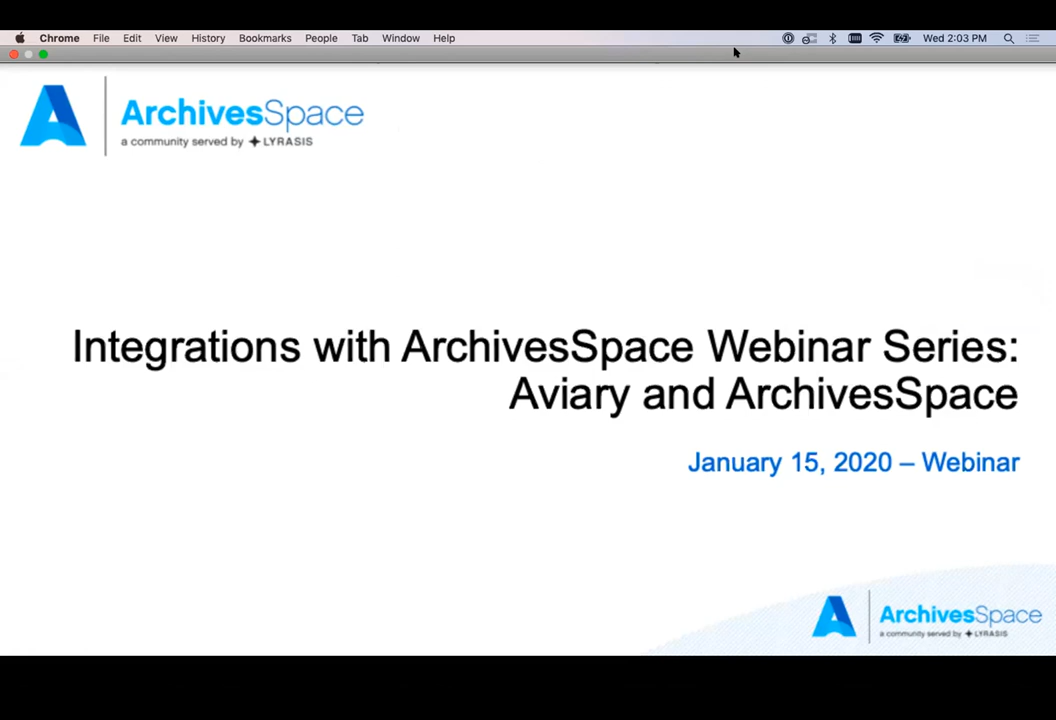 Chrome File Edit View History Bookmarks People Tab Window Help Wed 2:03 PM
ArchivesSpace
a community served by LYRASIS
Integrations with ArchivesSpace Webinar Series:
Aviary and ArchivesSpace
January 15, 2020 – Webinar
ArchivesSpace
a community served by LYRASIS